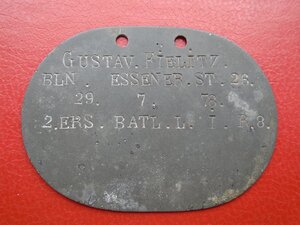 GUSTAV. FIELITZ.
BLN. ESSENER. ST. 26.
29. 7. 78.
2. ERS. BATL. L. I. R. 8.